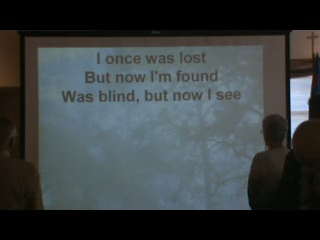 I once was lost
But now I'm found
Was blind, but now I see